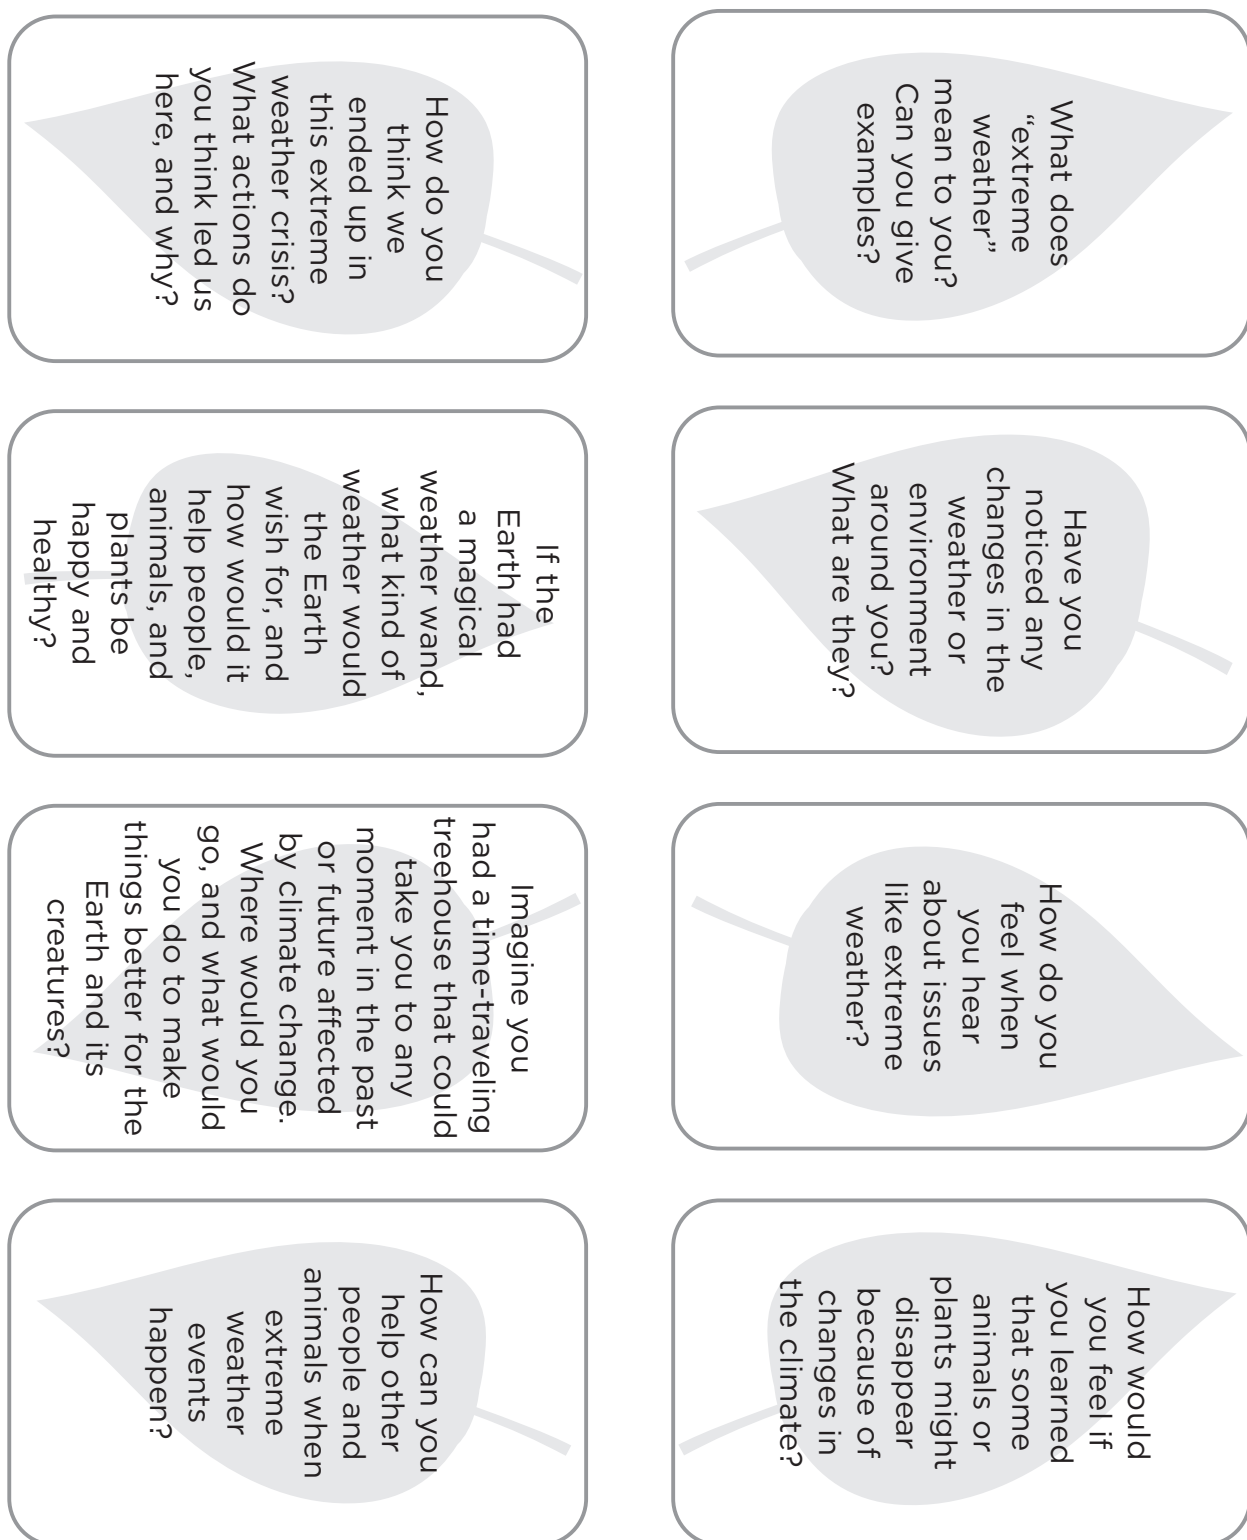 What does
“extreme
weather”
mean to you?
Can you give
examples?
Have you
noticed any
changes in the
weather or
environment
around you?
What are they?
How do you
feel when
you hear
about issues
like extreme
weather?
How would
you feel if
you learned
that some
animals or
plants might
disappear
because of
changes in
the climate?
How do you
think we
ended up in
this extreme
weather crisis?
What actions do
you think led us
here, and why?
If the
Earth had
a magical
weather wand,
what kind of
weather would
the Earth
wish for, and
how would it
help people,
animals, and
plants be
happy and
healthy?
Imagine you
had a time-traveling
treehouse that could
take you to any
moment in the past
or future affected
by climate change.
Where would you
go, and what would
you do to make
things better for the
Earth and its
creatures?
How can you
help other
people and
animals when
extreme
weather
events
happen?